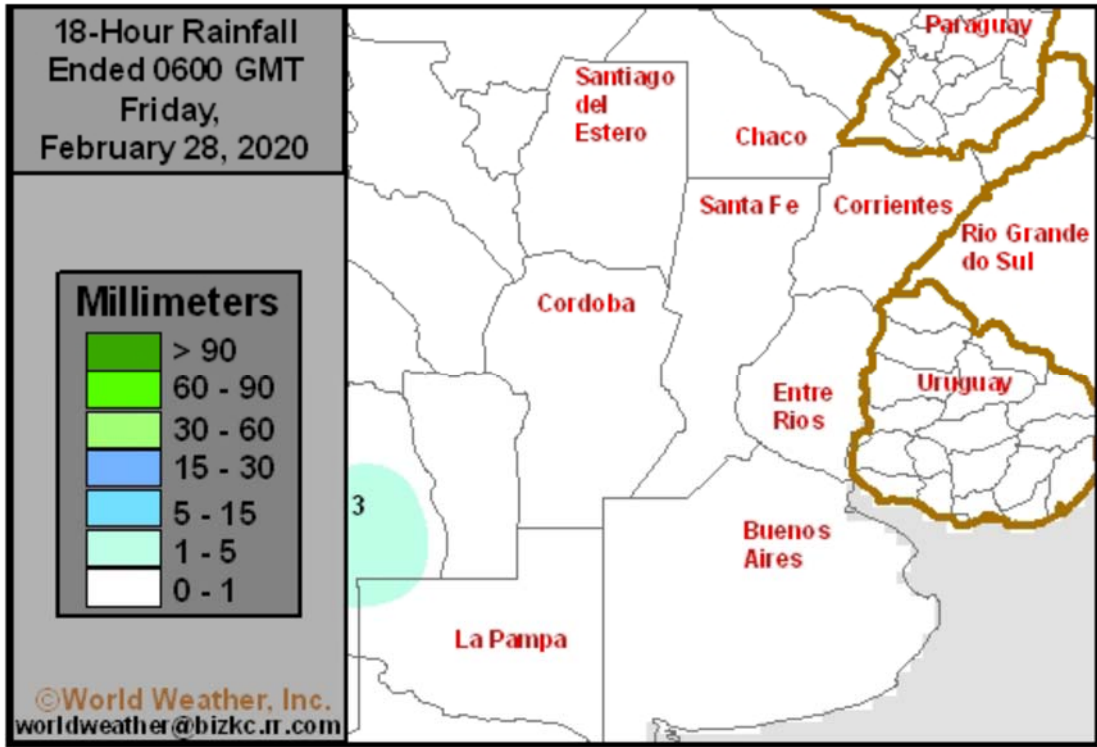 18-Hour Rainfall
Ended 0600 GMT
Friday,
February 28, 2020
Millimeters
> 90
60 - 90
30 - 60
15 - 30
5 - 15
1 - 5
0 - 1
©World Weather, Inc.
worldweather@bizkc.rr.com
Paraguay
Santiago
del
Estero
Chaco
Santa Fe
Corrientes
Rio Grande
do Sul
Cordoba
Entre
Rios
Uruguay
3
Buenos
Aires
La Pampa